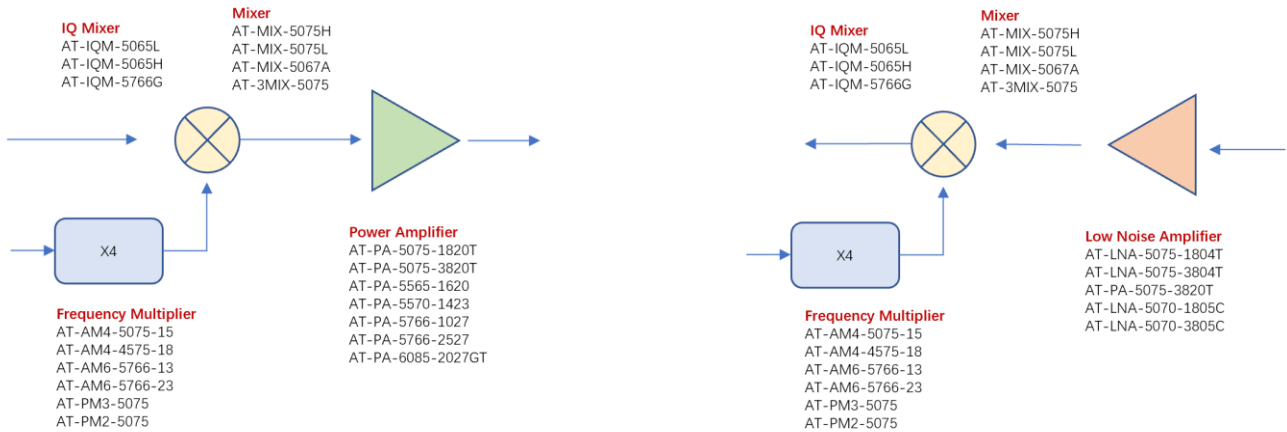 IQ Mixer
AT-IQM-5065L
AT-IQM-5065H
AT-IQM-5766G
Mixer
AT-MIX-5075H
AT-MIX-5075L
AT-MIX-5067A
AT-3MIX-5075
X4
Frequency Multiplier
AT-AM4-5075-15
AT-AM4-4575-18
AT-AM6-5766-13
AT-AM6-5766-23
AT-PM3-5075
AT-PM2-5075
Power Amplifier
AT-PA-5075-1820T
AT-PA-5075-3820T
AT-PA-5565-1620
AT-PA-5570-1423
AT-PA-5766-1027
AT-PA-5766-2527
AT-PA-6085-2027GT
IQ Mixer
AT-IQM-5065L
AT-IQM-5065H
AT-IQM-5766G
Mixer
AT-MIX-5075H
AT-MIX-5075L
AT-MIX-5067A
AT-3MIX-5075
X4
Frequency Multiplier
AT-AM4-5075-15
AT-AM4-4575-18
AT-AM6-5766-13
AT-AM6-5766-23
AT-PM3-5075
AT-PM2-5075
Low Noise Amplifier
AT-LNA-5075-1804T
AT-LNA-5075-3804T
AT-PA-5075-3820T
AT-LNA-5070-1805C
AT-LNA-5070-3805C